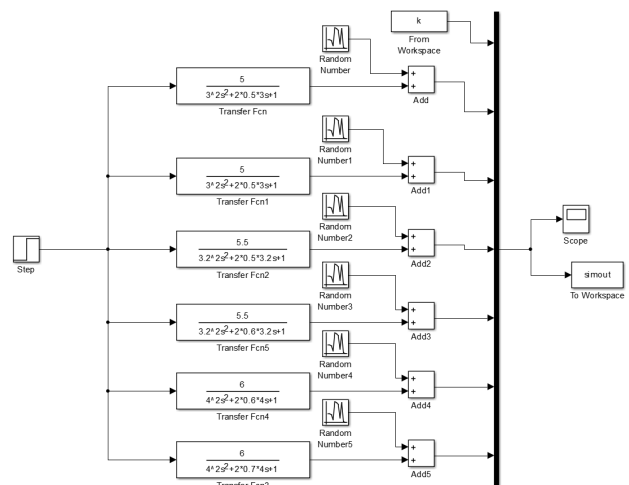 k
From
Workspace
Random
Number
+
+
Add
5
3^2s²+2*0.5*3s+1
Transfer Fcn
Random
Number1
+
+
Add1
5
3^2s²+2*0.5*3s+1
Transfer Fcn1
Random
Number2
+
+
Add2
5.5
3.2^2s²+2*0.5*3.2s+1
Transfer Fcn2
Step
Scope
simout
To Workspace
Random
Number3
+
+
Add3
5.5
3.2^2s²+2*0.6*3.2s+1
Transfer Fcn5
Random
Number4
+
+
Add4
6
4^2s²+2*0.6*4s+1
Transfer Fcn4
Random
Number5
+
+
Add5
6
4^2s²+2*0.7*4s+1
Transfer Fcn3